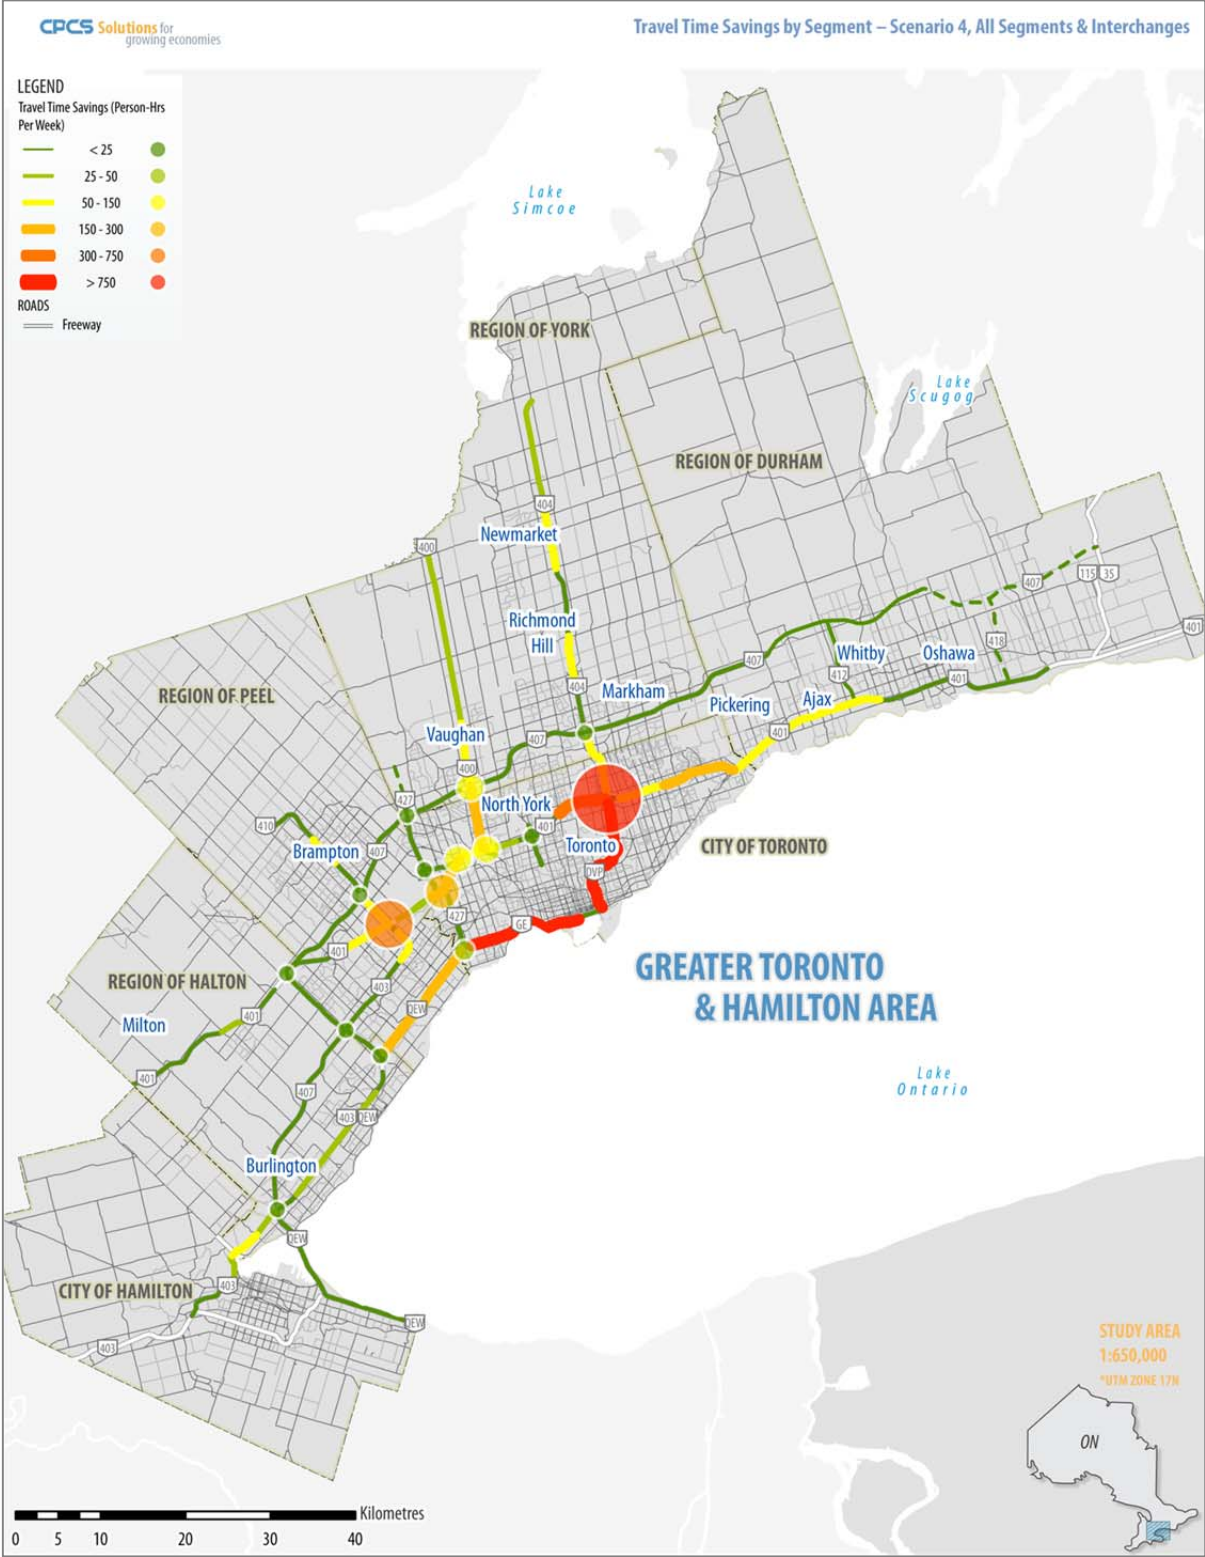 CPCS Solutions for
growing economies
Travel Time Savings by Segment – Scenario 4, All Segments & Interchanges
LEGEND
Travel Time Savings (Person-Hrs
Per Week)
< 25
25 - 50
50 - 150
150 - 300
300 - 750
> 750
ROADS
Freeway
Lake
Simcoe
REGION OF YORK
Lake
Scugog
REGION OF DURHAM
404
Newmarket
400
407
115 35
Richmond
Hill
401
418
Whitby
Oshawa
407
412
401
REGION OF PEEL
404
Markham
Pickering
Ajax
Vaughan
407
401
400
427
North York
410
401
Brampton
407
Toronto
CITY OF TORONTO
DVP
427
GE
401
GREATER TORONTO
& HAMILTON AREA
REGION OF HALTON
403
QEW
401
Milton
401
407
Lake
Ontario
403 QEW
Burlington
QEW
CITY OF HAMILTON
403
QEW
403
STUDY AREA
1:650,000
*UTM ZONE 17N
ON
Kilometres
0 5 10 20 30 40